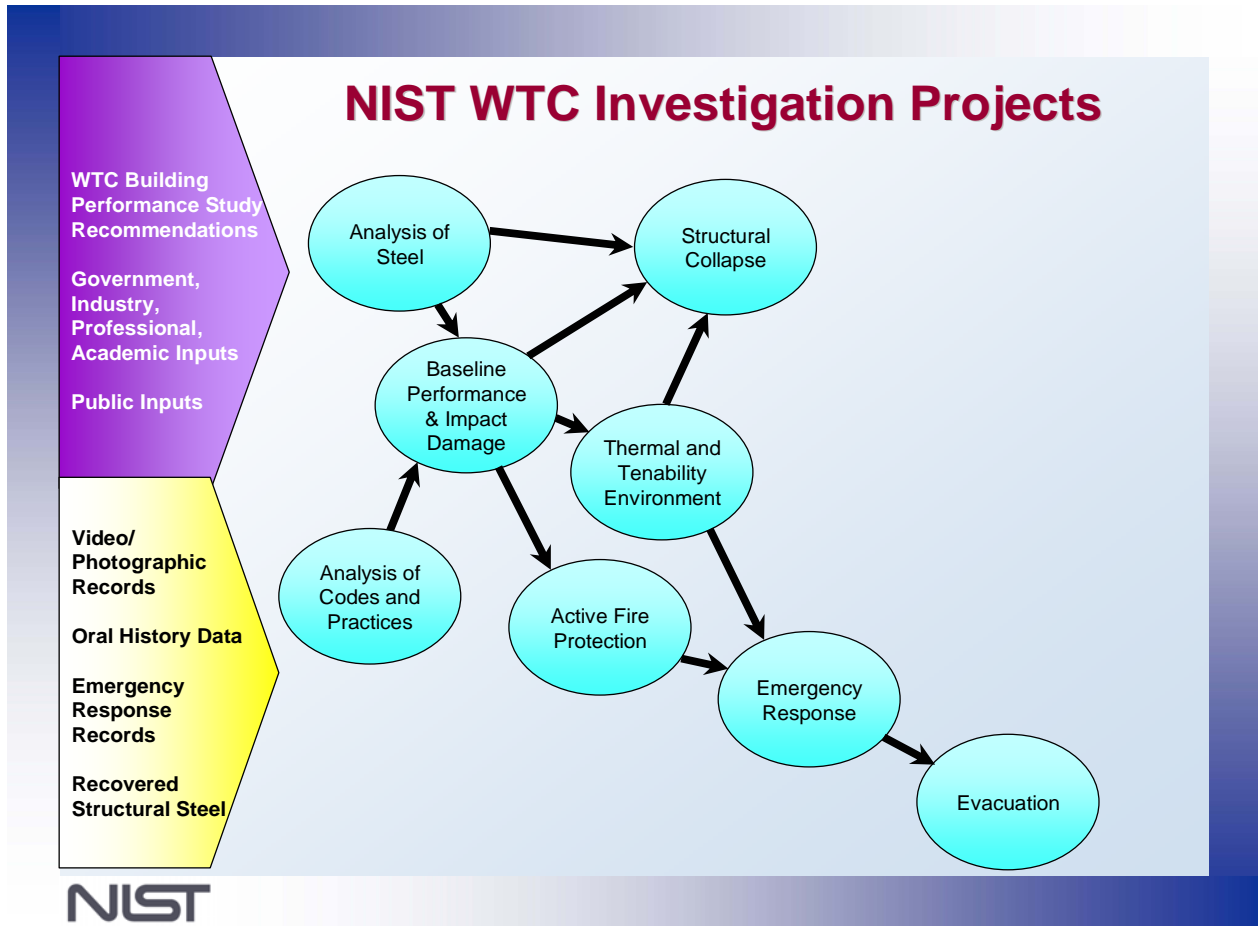 NIST WTC Investigation Projects
WTC Building
Performance Study
Recommendations
Government,
Industry,
Professional,
Academic Inputs
Public Inputs
Video/
Photographic
Records
Oral History Data
Emergency
Response
Records
Recovered
Structural Steel
Analysis of
Steel
Structural
Collapse
Baseline
Performance
& Impact
Damage
Thermal and
Tenability
Environment
Analysis of
Codes and
Practices
Active Fire
Protection
Emergency
Response
Evacuation
NIST